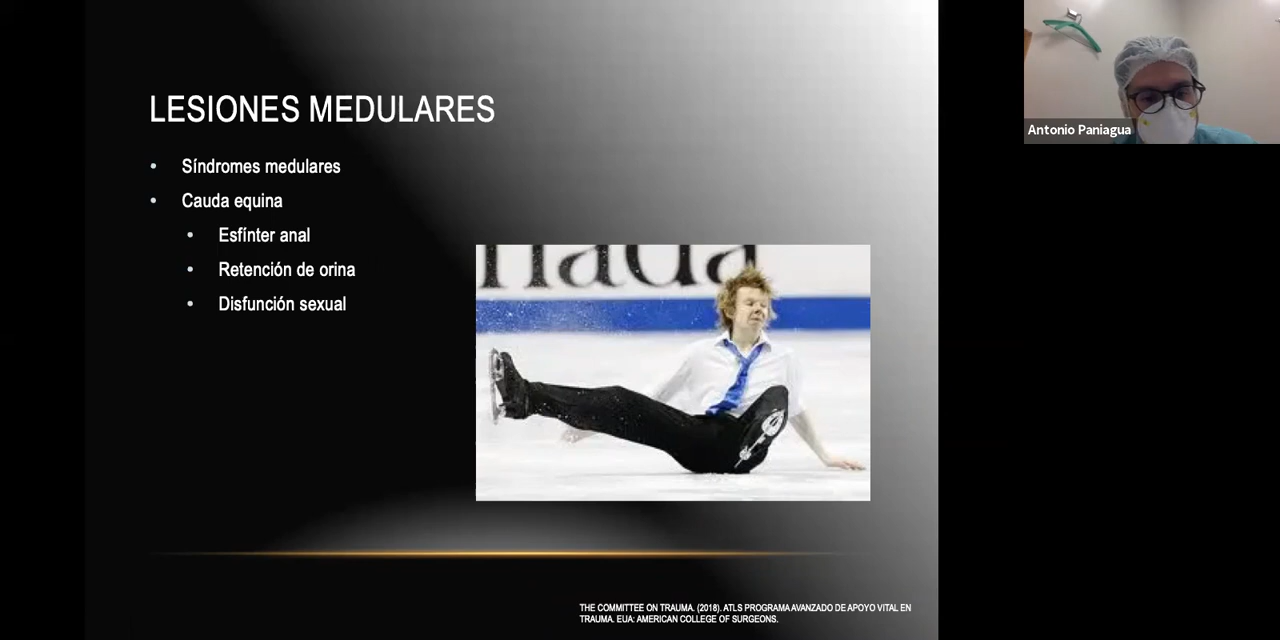 LESIONES MEDULARES
• Síndromes medulares
• Cauda equina
• Esfínter anal
• Retención de orina
• Disfunción sexual
nada
THE COMMITTEE ON TRAUMA. (2018). ATLS PROGRAMA AVANZADO DE APOYO VITAL EN
TRAUMA. EUA: AMERICAN COLLEGE OF SURGEONS.
Antonio Paniagua